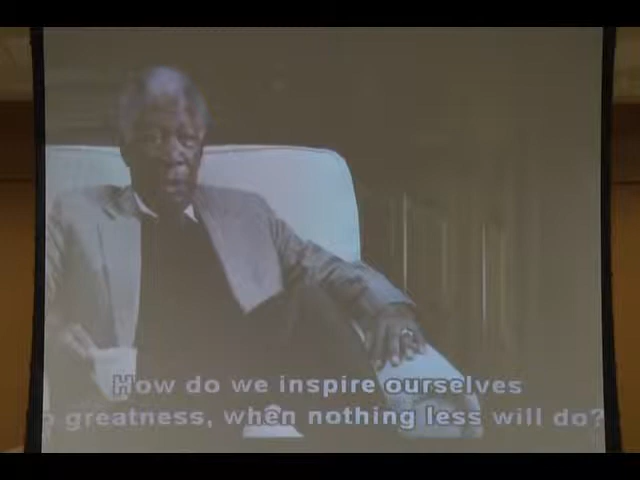 How do we inspire ourselves
greatness, when nothing less will do?